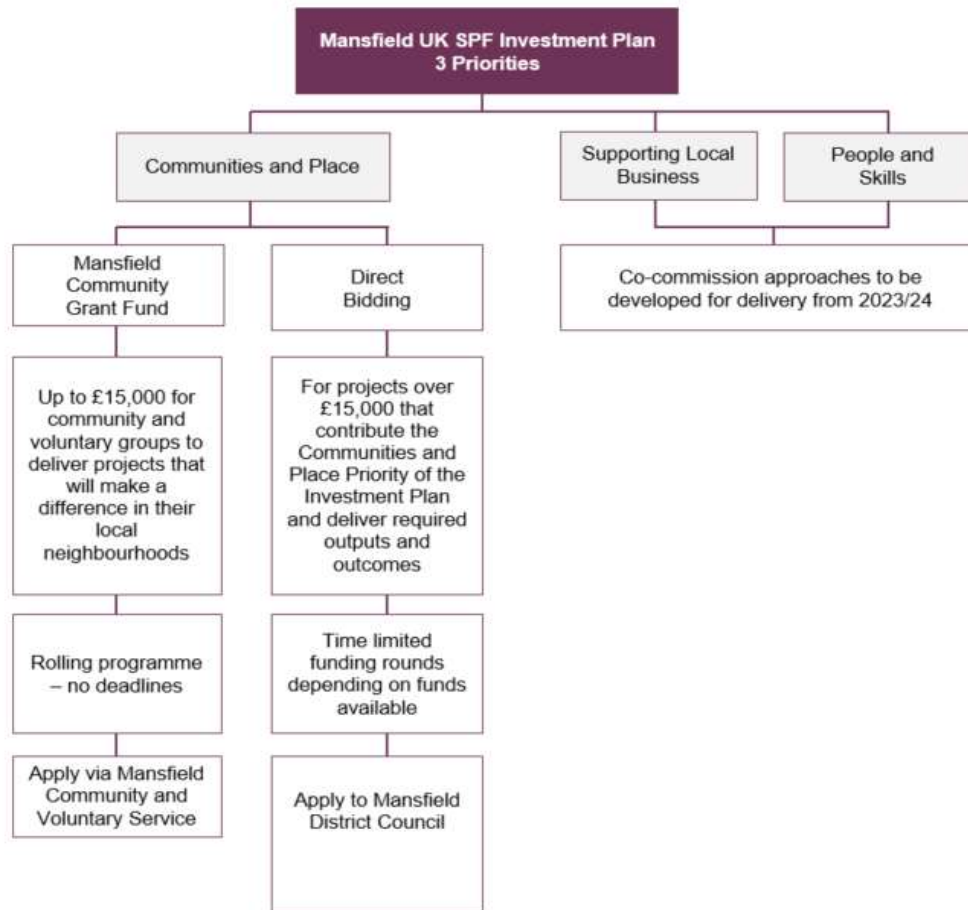 Mansfield UK SPF Investment Plan
3 Priorities
Communities and Place
Supporting Local
Business
People and
Skills
Mansfield
Community
Grant Fund
Direct
Bidding
Co-commission approaches to be
developed for delivery from 2023/24
Up to £15,000 for
community and
voluntary groups to
deliver projects that
will make a
difference in their
local
neighbourhoods
For projects over
£15,000 that
contribute the
Communities and
Place Priority of the
Investment Plan
and deliver required
outputs and
outcomes
Rolling programme
– no deadlines
Time limited
funding rounds
depending on funds
available
Apply via Mansfield
Community and
Voluntary Service
Apply to Mansfield
District Council